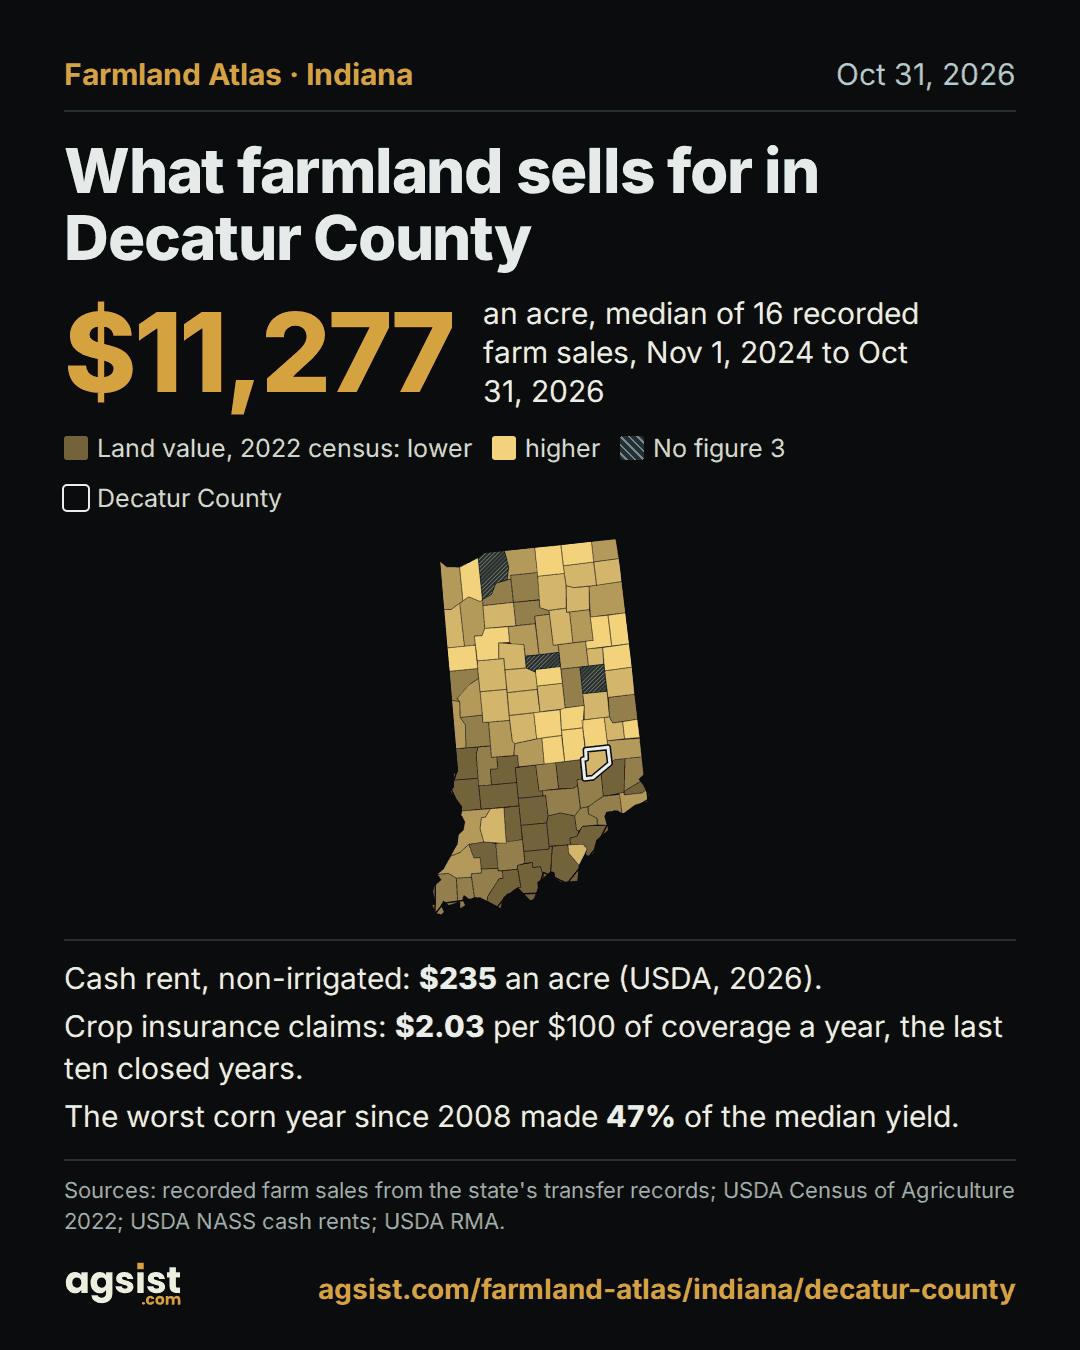 Farmland Atlas · Indiana
Oct 31, 2026
What farmland sells for in
Decatur County
$11,277
an acre, median of 16 recorded
farm sales, Nov 1, 2024 to Oct
31, 2026
Land value, 2022 census: lower
higher
No figure 3
Decatur County
Cash rent, non-irrigated: $235 an acre (USDA, 2026).
Crop insurance claims: $2.03 per $100 of coverage a year, the last
ten closed years.
The worst corn year since 2008 made 47% of the median yield.
Sources: recorded farm sales from the state's transfer records; USDA Census of Agriculture
2022; USDA NASS cash rents; USDA RMA.
agsist
.com
agsist.com/farmland-atlas/indiana/decatur-county